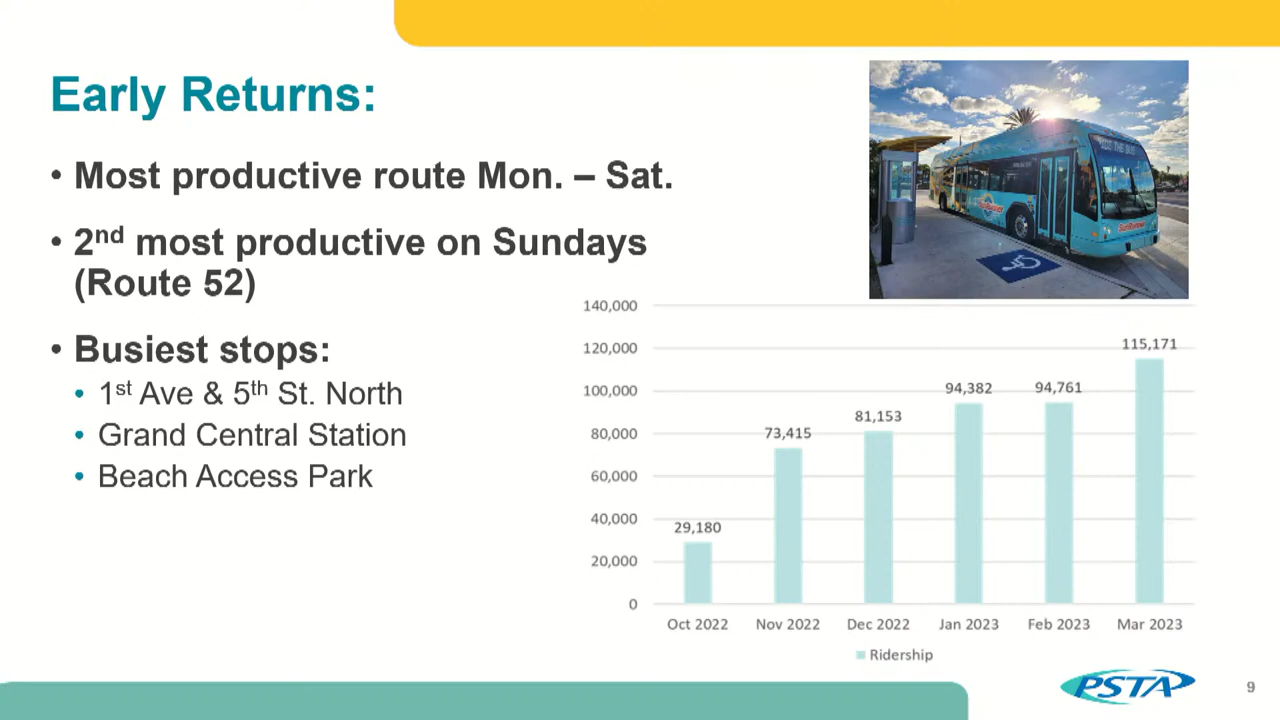 Early Returns:
• Most productive route Mon. – Sat.
• 2nd most productive on Sundays
(Route 52)
• Busiest stops:
• 1st Ave & 5th St. North
• Grand Central Station
• Beach Access Park
SunRunner
140,000
120,000
100,000
80,000
60,000
40,000
20,000
0
29,180
73,415
81,153
94,382
94,761
115,171
Oct 2022 Nov 2022 Dec 2022 Jan 2023 Feb 2023 Mar 2023
Ridership
PSTA
9